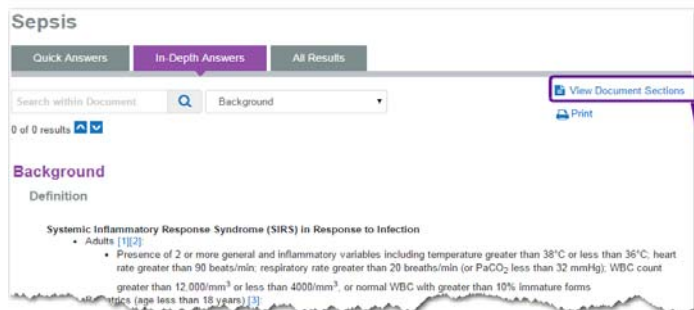 Sepsis
Quick Answers In-Depth Answers All Results
Search within Document Background View Document Sections
0 of 0 results Print
Background
Definition
Systemic Inflammatory Response Syndrome (SIRS) in Response to Infection
• Adults [1][2]:
• Presence of 2 or more general and inflammatory variables including temperature greater than 38°C or less than 36°C; heart
rate greater than 90 beats/min; respiratory rate greater than 20 breaths/min (or PaCO₂ less than 32 mmHg); WBC count
greater than 12,000/mm³ or less than 4000/mm³, or normal WBC with greater than 10% immature forms
(age less than 18 years) [3]: